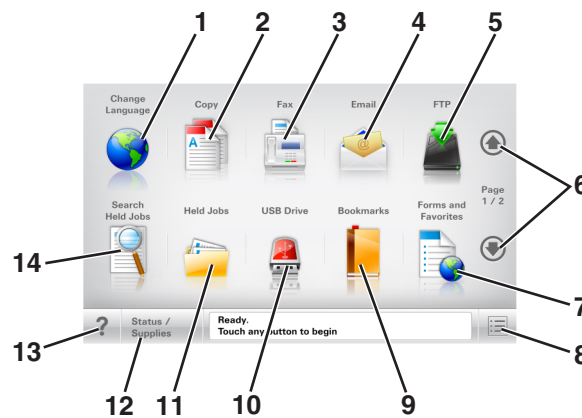 1 2 3 4 5
Change
Language
Copy
Fax
Email
FTP
A
@
6
Page
1 / 2
Search
Held Jobs
Held Jobs
USB Drive
Bookmarks
Forms and
Favorites
14
7
?
Status /
Supplies
Ready.
Touch any button to begin
13 12 11 10 9 8